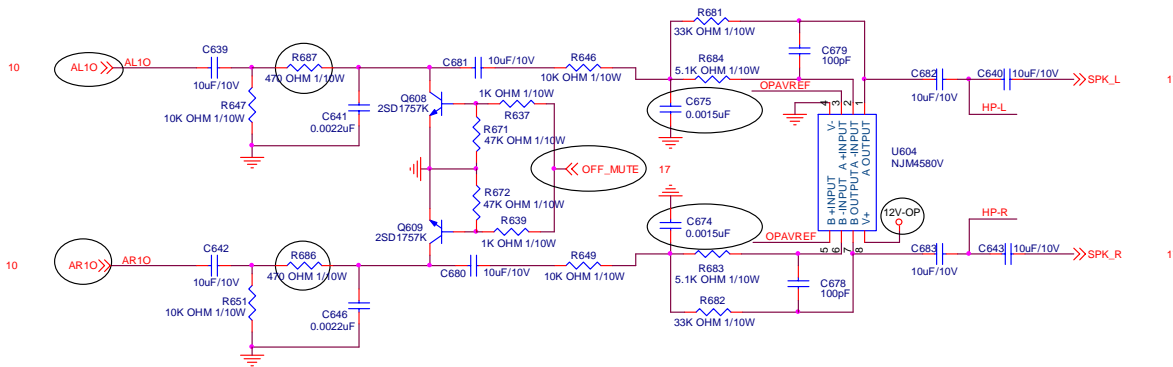 R681
33K OHM 1/10W
C639
10uF/10V
R687
470 OHM 1/10W
C681
10uF/10V
R646
10K OHM 1/10W
C679
100pF
R684
5.1K OHM 1/10W
10
AL1O
AL1O
C682
10uF/10V
C640
10uF/10V
SPK_L
1
HP-L
OPAVREF
R647
10K OHM 1/10W
C641
0.0022uF
Q608
2SD1757K
1K OHM 1/10W
R637
C675
0.0015uF
4 3 2 1
R671
47K OHM 1/10W
V-
A +INPUT
A -INPUT
A OUTPUT
B +INPUT
B -INPUT
B OUTPUT
V+
U604
NJM4580V
OFF_MUTE
17
R672
47K OHM 1/10W
12V-OP
Q609
2SD1757K
R639
1K OHM 1/10W
C674
0.0015uF
OPAVREF
5 6 7 8
HP-R
10
AR1O
AR1O
C642
10uF/10V
R686
470 OHM 1/10W
C680
10uF/10V
R649
10K OHM 1/10W
R683
5.1K OHM 1/10W
C683
10uF/10V
C643
10uF/10V
SPK_R
1
R651
10K OHM 1/10W
C646
0.0022uF
C678
100pF
R682
33K OHM 1/10W